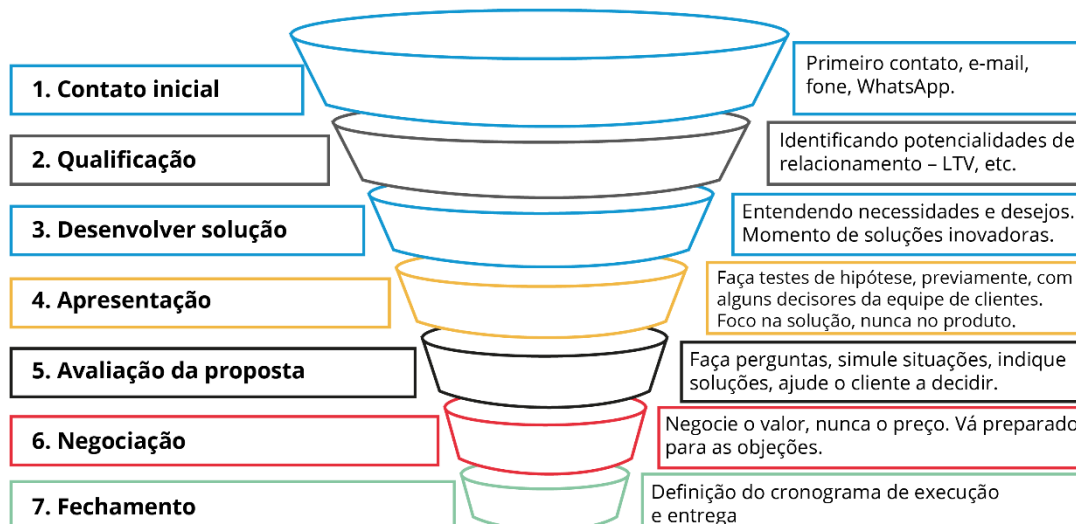 1. Contato inicial
Primeiro contato, e-mail,
fone, WhatsApp.
2. Qualificação
Identificando potencialidades de
relacionamento – LTV, etc.
3. Desenvolver solução
Entendendo necessidades e desejos.
Momento de soluções inovadoras.
4. Apresentação
Faça testes de hipótese, previamente, com
alguns decisores da equipe de clientes.
Foco na solução, nunca no produto.
5. Avaliação da proposta
Faça perguntas, simule situações, indique
soluções, ajude o cliente a decidir.
6. Negociação
Negocie o valor, nunca o preço. Vá preparado
para as objeções.
7. Fechamento
Definição do cronograma de execução
e entrega